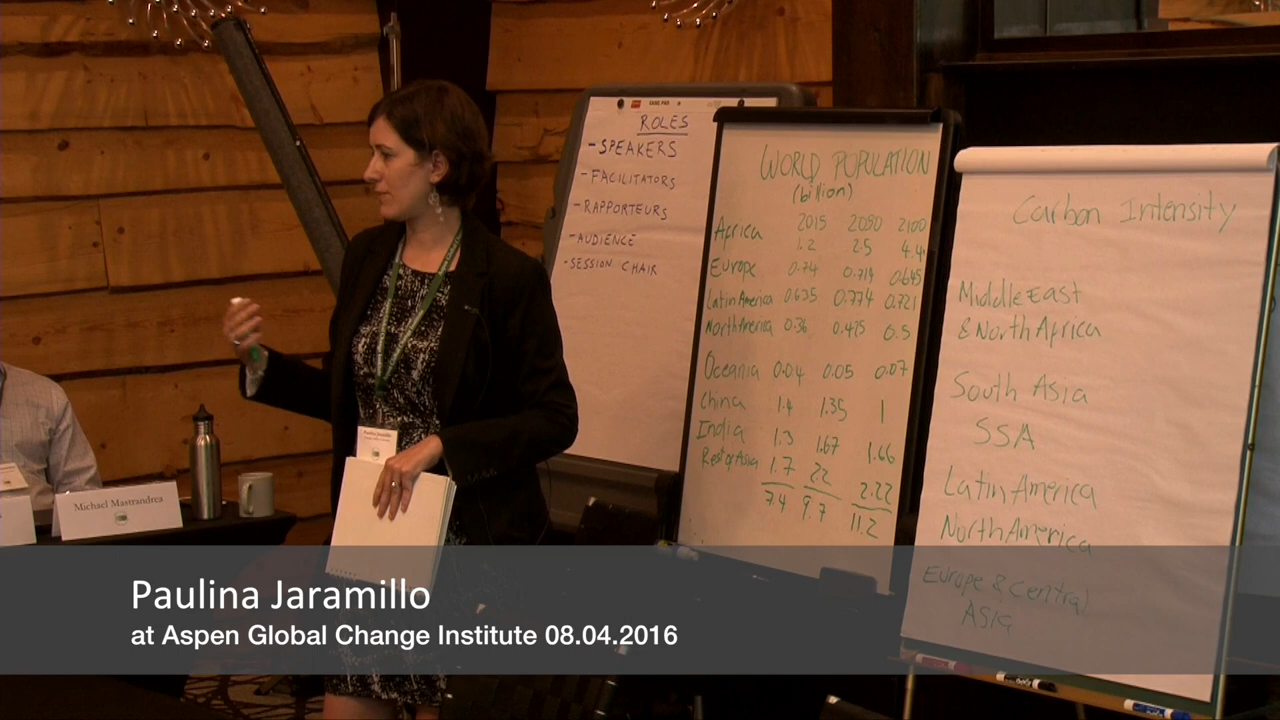 ROLES
- SPEAKERS
- FACILITATORS
- RAPPORTEURS
- AUDIENCE
- SESSION CHAIR
WORLD POPULATION
(billion)
2015 2080 2100
Africa 1.2 2.5 4.4
Europe 0.74 0.719 0.645
Latin America 0.635 0.774 0.721
North America 0.36 0.425 0.5
Oceania 0.04 0.05 0.07
China 1.4 1.35 1
India 1.3 1.67 1.66
Rest of Asia 1.7 2.2 2.22
7.4 9.7 11.2
Carbon Intensity
Middle East
& North Africa
South Asia
SSA
Latin America
North America
Europe & Central
Asia
Paulina Jaramillo
Michael Mastrandrea
Paulina Jaramillo
at Aspen Global Change Institute 08.04.2016